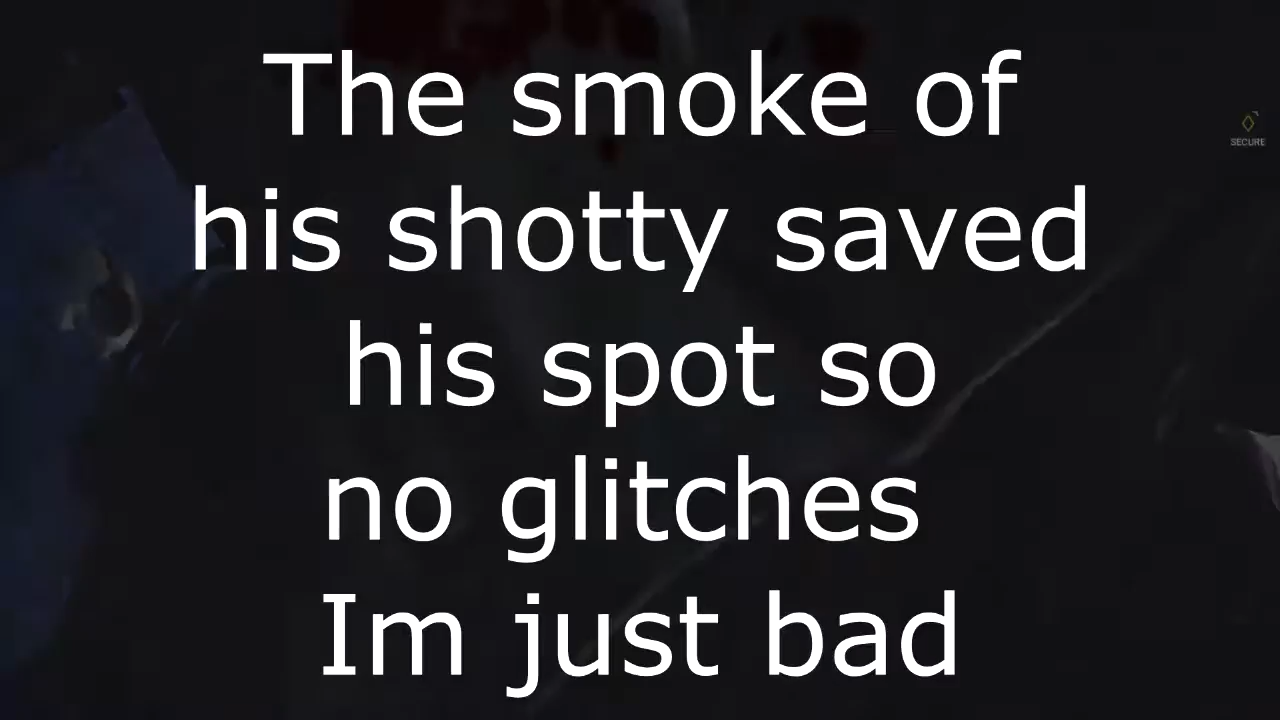 The smoke of
his shotty saved
his spot so
no glitches
Im just bad
SECURE